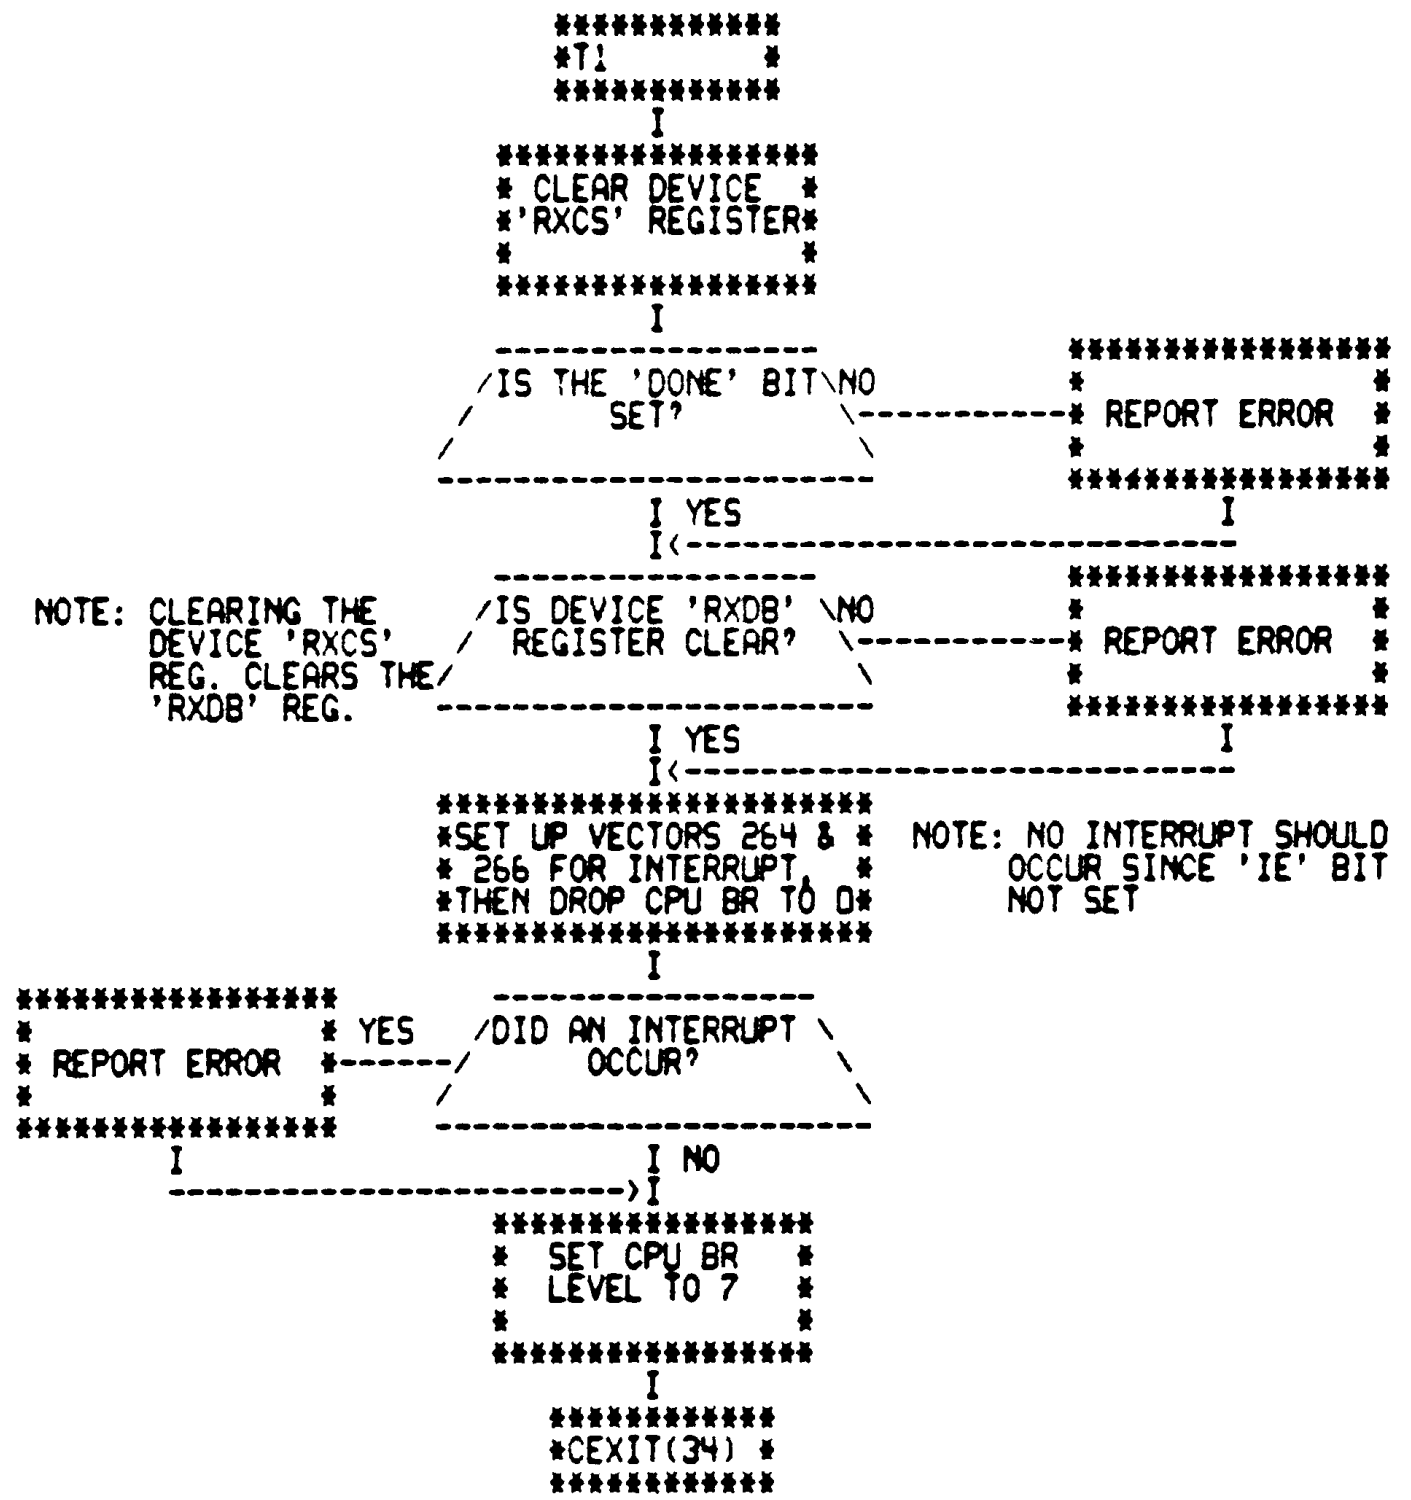 T1
CLEAR DEVICE
'RXCS' REGISTER
IS THE 'DONE' BIT
SET?
NO
REPORT ERROR
YES
NOTE: CLEARING THE
DEVICE 'RXCS'
REG. CLEARS THE
'RXDB' REG.
IS DEVICE 'RXDB'
REGISTER CLEAR?
NO
REPORT ERROR
YES
SET UP VECTORS 264 &
266 FOR INTERRUPT,
THEN DROP CPU BR TO 0
NOTE: NO INTERRUPT SHOULD
OCCUR SINCE 'IE' BIT
NOT SET
DID AN INTERRUPT
OCCUR?
YES
REPORT ERROR
NO
SET CPU BR
LEVEL TO 7
CEXIT(34)